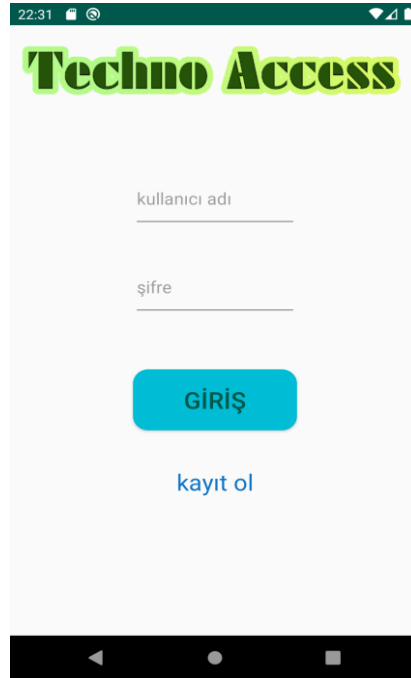 22:31
Techno Access
kullanıcı adı
şifre
GİRİŞ
kayıt ol